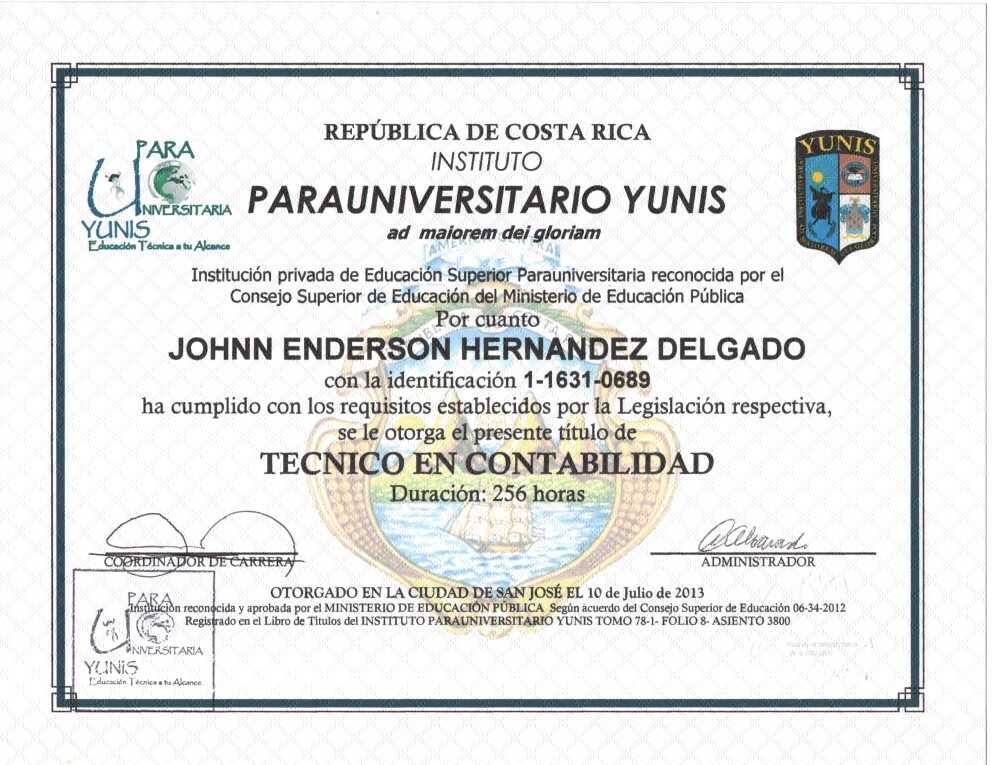 REPÚBLICA DE COSTA RICA
INSTITUTO
PARAUNIVERSITARIO YUNIS
ad maiorem dei gloriam
PARA
UNIVERSITARIA
YUNIS
Educación Técnica a tu Alcance
YUNIS
AMÉRICA CENTRAL
Institución privada de Educación Superior Parauniversitaria reconocida por el
Consejo Superior de Educación del Ministerio de Educación Pública
Por cuanto
JOHNN ENDERSON HERNANDEZ DELGADO
con la identificación 1-1631-0689
ha cumplido con los requisitos establecidos por la Legislación respectiva,
se le otorga el presente título de
TECNICO EN CONTABILIDAD
Duración: 256 horas
COORDINADOR DE CARRERA
ADMINISTRADOR
OTORGADO EN LA CIUDAD DE SAN JOSÉ EL 10 de Julio de 2013
Institución reconocida y aprobada por el MINISTERIO DE EDUCACIÓN PÚBLICA Según acuerdo del Consejo Superior de Educación 06-34-2012
Registrado en el Libro de Titulos del INSTITUTO PARAUNIVERSITARIO YUNIS TOMO 78-1- FOLIO 8- ASIENTO 3800
PARA
UNIVERSITARIA
YUNIS
Educación Técnica a tu Alcance